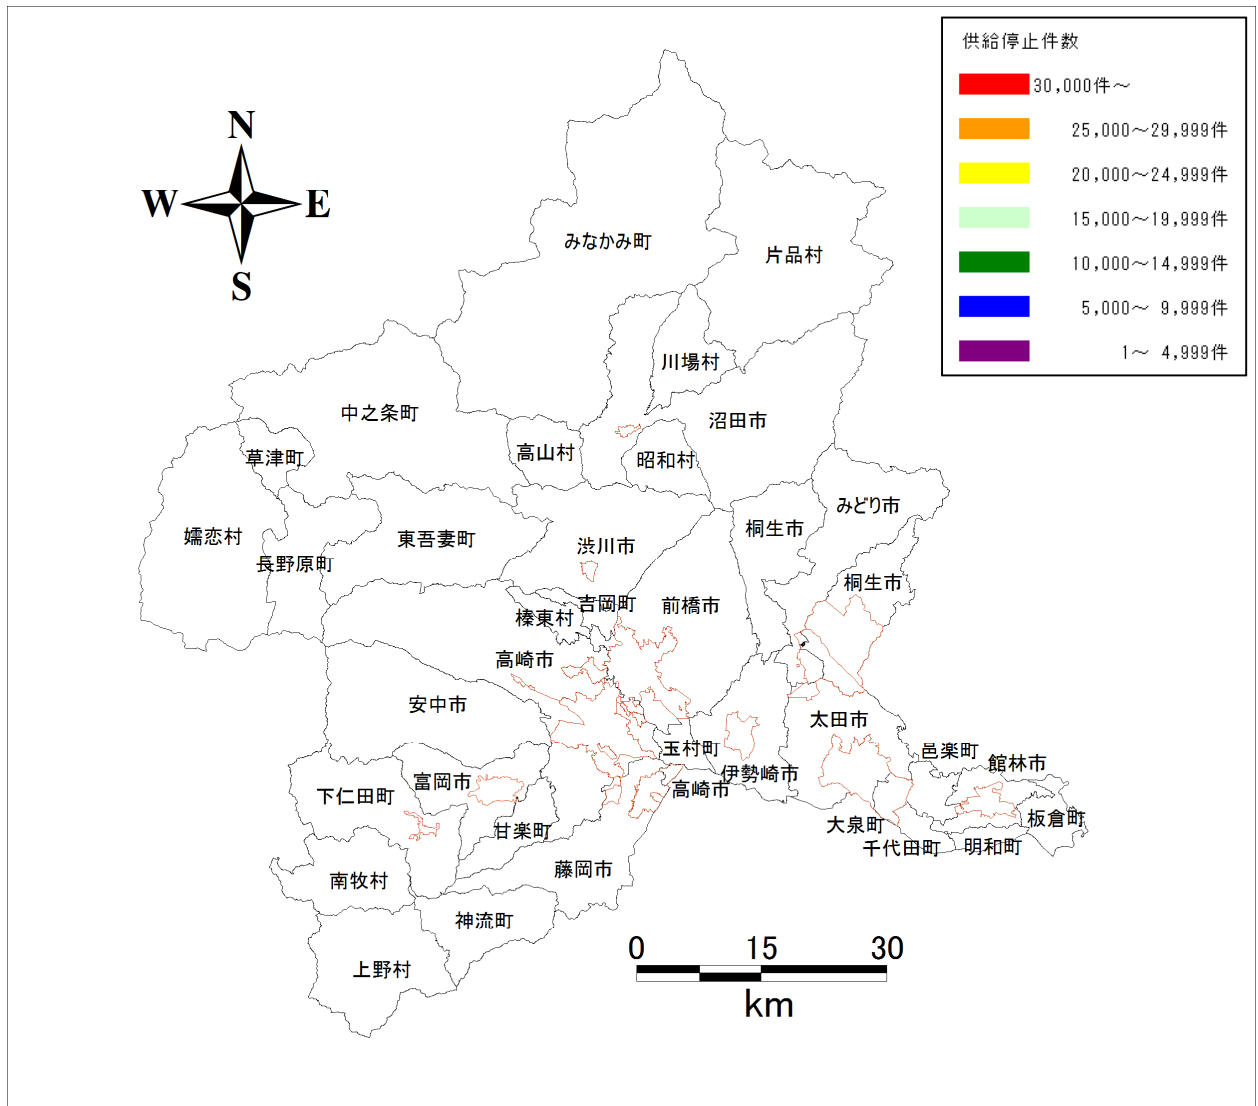 供給停止件数
30,000件～
25,000～29,999件
20,000～24,999件
15,000～19,999件
10,000～14,999件
5,000～ 9,999件
1～ 4,999件
N
W E
S
みなかみ町
片品村
川場村
中之条町
沼田市
高山村
昭和村
草津町
みどり市
嬬恋村
東吾妻町
渋川市
桐生市
長野原町
桐生市
吉岡町
前橋市
榛東村
高崎市
安中市
太田市
玉村町
邑楽町
館林市
伊勢崎市
富岡市
高崎市
下仁田町
板倉町
甘楽町
大泉町
千代田町
明和町
藤岡市
南牧村
神流町
上野村
0 15 30
km